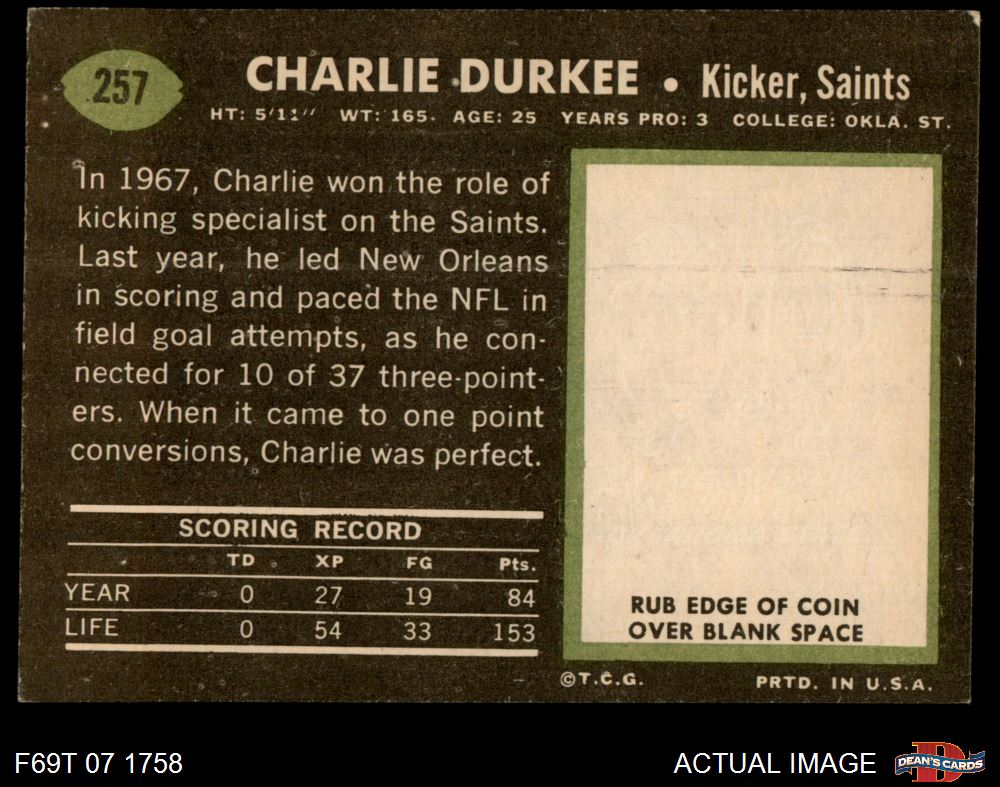 257
CHARLIE DURKEE • Kicker, Saints
HT: 5'11" WT: 165. AGE: 25 YEARS PRO: 3 COLLEGE: OKLA. ST.
In 1967, Charlie won the role of
kicking specialist on the Saints.
Last year, he led New Orleans
in scoring and paced the NFL in
field goal attempts, as he con-
nected for 10 of 37 three-point-
ers. When it came to one point
conversions, Charlie was perfect.
SCORING RECORD
TD XP FG Pts.
YEAR 0 27 19 84
LIFE 0 54 33 153
RUB EDGE OF COIN
OVER BLANK SPACE
©T.C.G. PRTD. IN U.S.A.
F69T 07 1758
ACTUAL IMAGE
DEAN'S CARDS